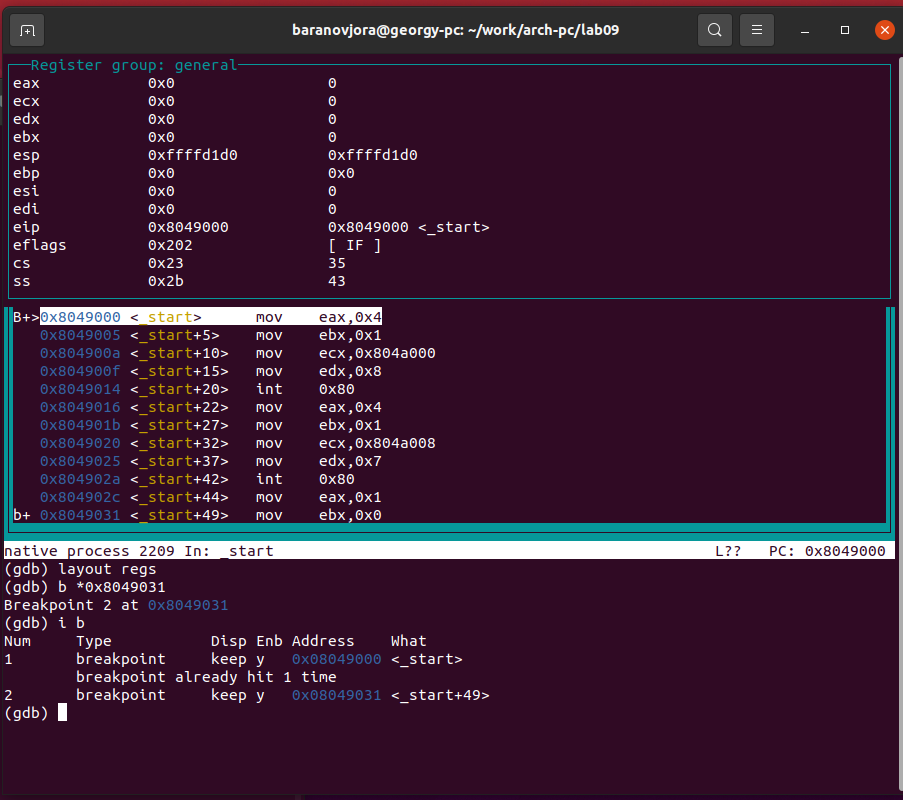 baranovjora@georgy-pc: ~/work/arch-pc/lab09
Register group: general
eax 0x0 0
ecx 0x0 0
edx 0x0 0
ebx 0x0 0
esp 0xffffd1d0 0xffffd1d0
ebp 0x0 0x0
esi 0x0 0
edi 0x0 0
eip 0x8049000 0x8049000 <_start>
eflags 0x202 [ IF ]
cs 0x23 35
ss 0x2b 43
B+>0x8049000 <_start> mov eax,0x4
0x8049005 <_start+5> mov ebx,0x1
0x804900a <_start+10> mov ecx,0x804a000
0x804900f <_start+15> mov edx,0x8
0x8049014 <_start+20> int 0x80
0x8049016 <_start+22> mov eax,0x4
0x804901b <_start+27> mov ebx,0x1
0x8049020 <_start+32> mov ecx,0x804a008
0x8049025 <_start+37> mov edx,0x7
0x804902a <_start+42> int 0x80
0x804902c <_start+44> mov eax,0x1
b+ 0x8049031 <_start+49> mov ebx,0x0
native process 2209 In: _start L?? PC: 0x8049000
(gdb) layout regs
(gdb) b *0x8049031
Breakpoint 2 at 0x8049031
(gdb) i b
Num Type Disp Enb Address What
1 breakpoint keep y 0x08049000 <_start>
breakpoint already hit 1 time
2 breakpoint keep y 0x08049031 <_start+49>
(gdb)